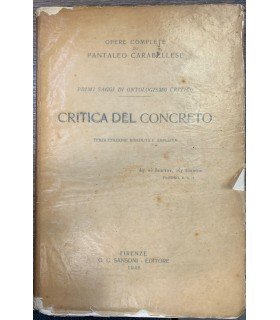 OPERE COMPLETE
DI
PANTALEO CARABELLESE
PRIMI SAGGI DI ONTOLOGISMO CRITICO
CRITICA DEL CONCRETO
TERZA EDIZIONE RIVEDUTA E AMPLIATA
FIRENZE
G. C. SANSONI - EDITORE